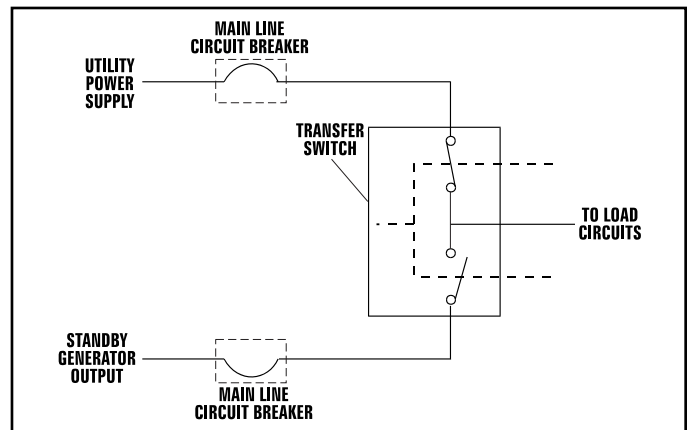 MAIN LINE
CIRCUIT BREAKER
UTILITY
POWER
SUPPLY
TRANSFER
SWITCH
TO LOAD
CIRCUITS
STANDBY
GENERATOR
OUTPUT
MAIN LINE
CIRCUIT BREAKER